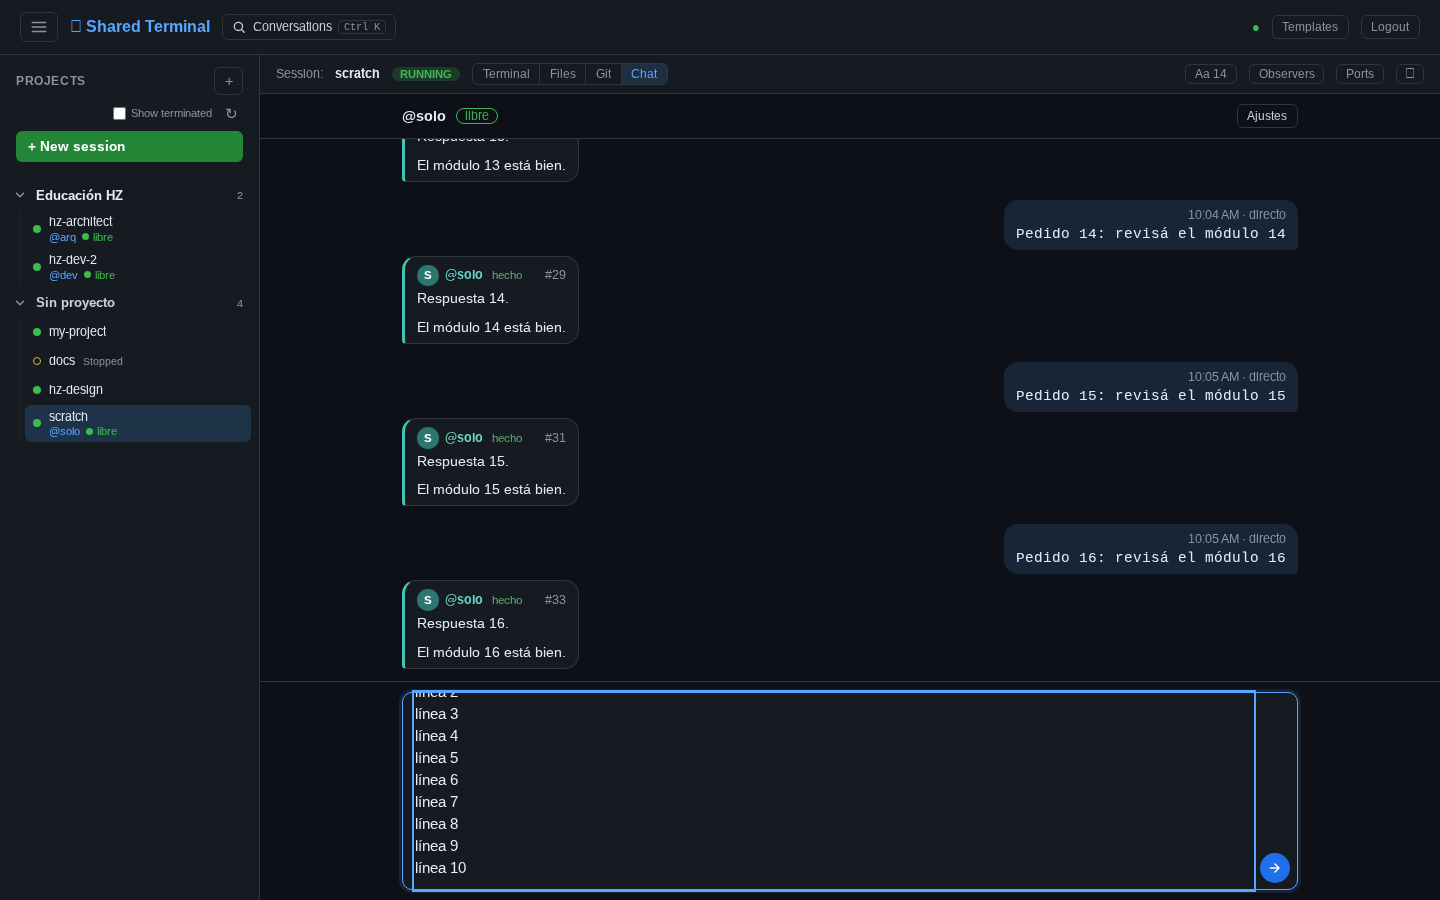 Shared Terminal
Conversations Ctrl K
Templates
Logout
PROJECTS
+
Show terminated
+ New session
Educación HZ 2
hz-architect
@arq libre
hz-dev-2
@dev libre
Sin proyecto 4
my-project
docs Stopped
hz-design
scratch
@solo libre
Session: scratch RUNNING Terminal Files Git Chat
Aa 14 Observers Ports
@solo libre
Ajustes
El módulo 13 está bien.
10:04 AM · directo
Pedido 14: revisá el módulo 14
S @solo hecho #29
Respuesta 14.
El módulo 14 está bien.
10:05 AM · directo
Pedido 15: revisá el módulo 15
S @solo hecho #31
Respuesta 15.
El módulo 15 está bien.
10:05 AM · directo
Pedido 16: revisá el módulo 16
S @solo hecho #33
Respuesta 16.
El módulo 16 está bien.
línea 2
línea 3
línea 4
línea 5
línea 6
línea 7
línea 8
línea 9
línea 10